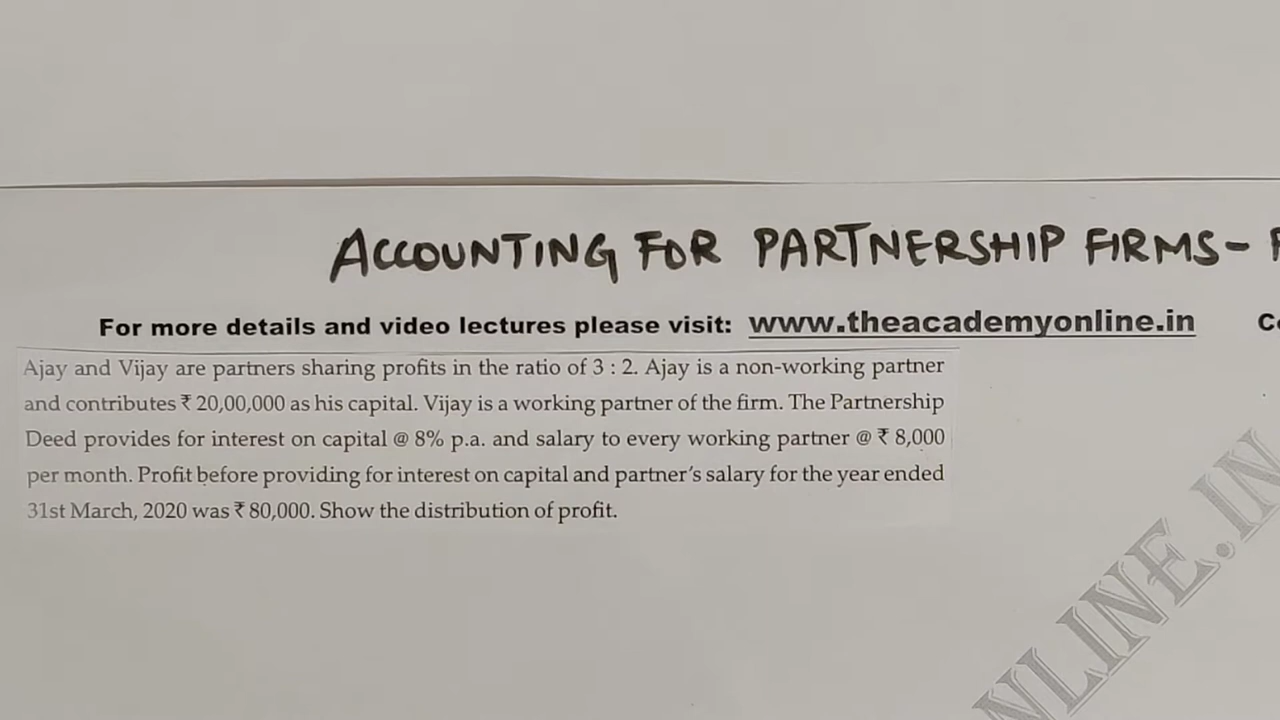 ACCOUNTING FOR PARTNERSHIP FIRMS-
For more details and video lectures please visit: www.theacademyonline.in
Ajay and Vijay are partners sharing profits in the ratio of 3 : 2. Ajay is a non-working partner
and contributes ₹ 20,00,000 as his capital. Vijay is a working partner of the firm. The Partnership
Deed provides for interest on capital @ 8% p.a. and salary to every working partner @ ₹ 8,000
per month. Profit before providing for interest on capital and partner's salary for the year ended
31st March, 2020 was ₹ 80,000. Show the distribution of profit.
NLINE.IN